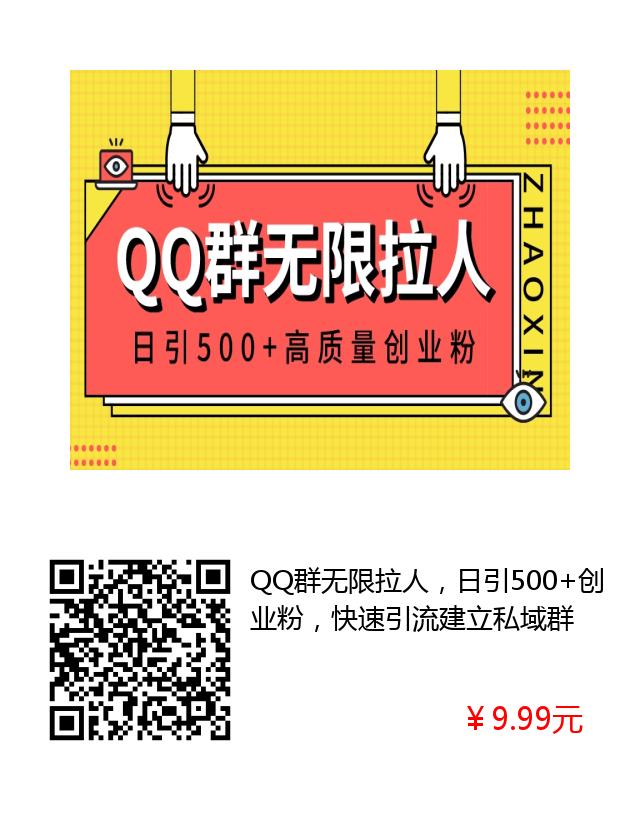 QQ群无限拉人
日引500+高质量创业粉
ZHAOXIN
QQ群无限拉人，日引500+创
业粉，快速引流建立私域群
￥9.99元